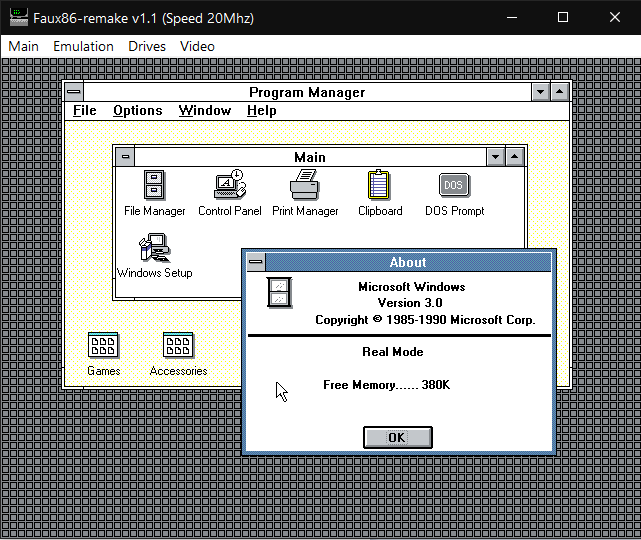 Faux86-remake v1.1 (Speed 20Mhz)
Main Emulation Drives Video
Program Manager
File Options Window Help
Main
File Manager Control Panel Print Manager Clipboard DOS Prompt
DOS
Windows Setup
About
Microsoft Windows
Version 3.0
Copyright © 1985-1990 Microsoft Corp.
Real Mode
Free Memory...... 380K
OK
Games Accessories